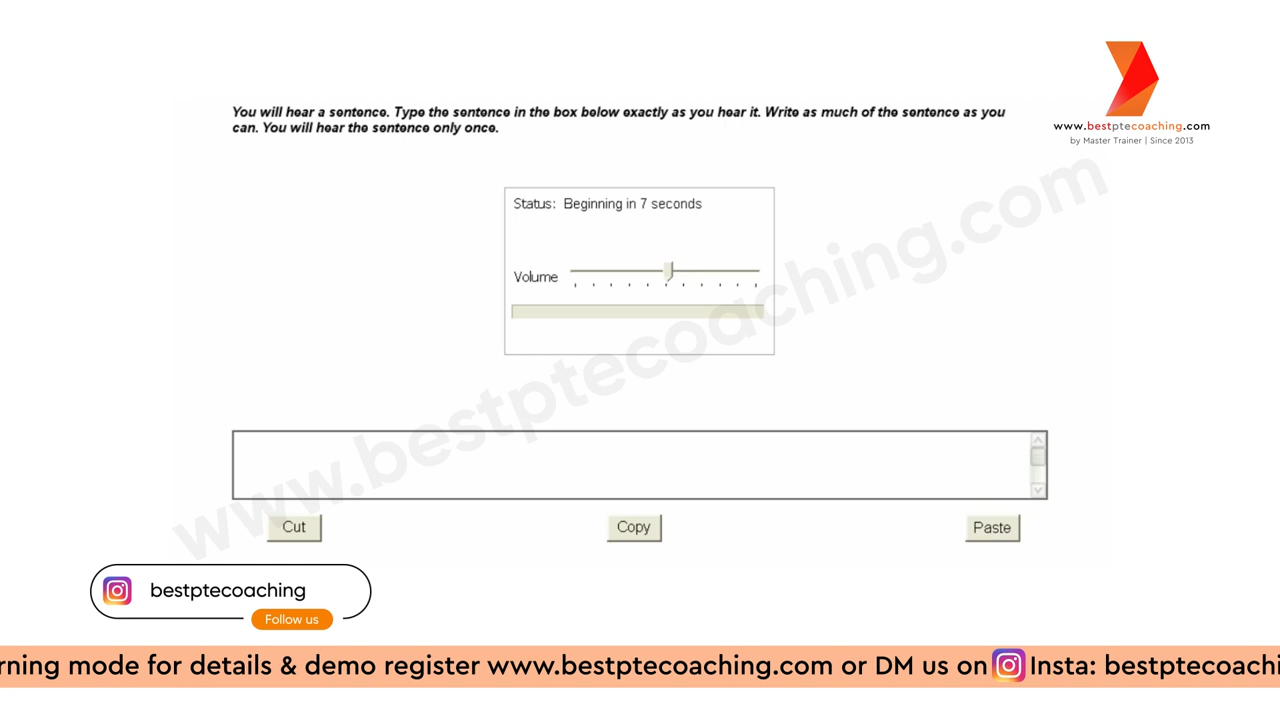 You will hear a sentence. Type the sentence in the box below exactly as you hear it. Write as much of the sentence as you
can. You will hear the sentence only once.
www.bestptecoaching.com
by Master Trainer | Since 2013
Status: Beginning in 7 seconds
Volume
www.bestptecoaching.com
Cut
Copy
Paste
bestptecoaching
Follow us
rning mode for details & demo register www.bestptecoaching.com or DM us on Insta: bestptecoachi